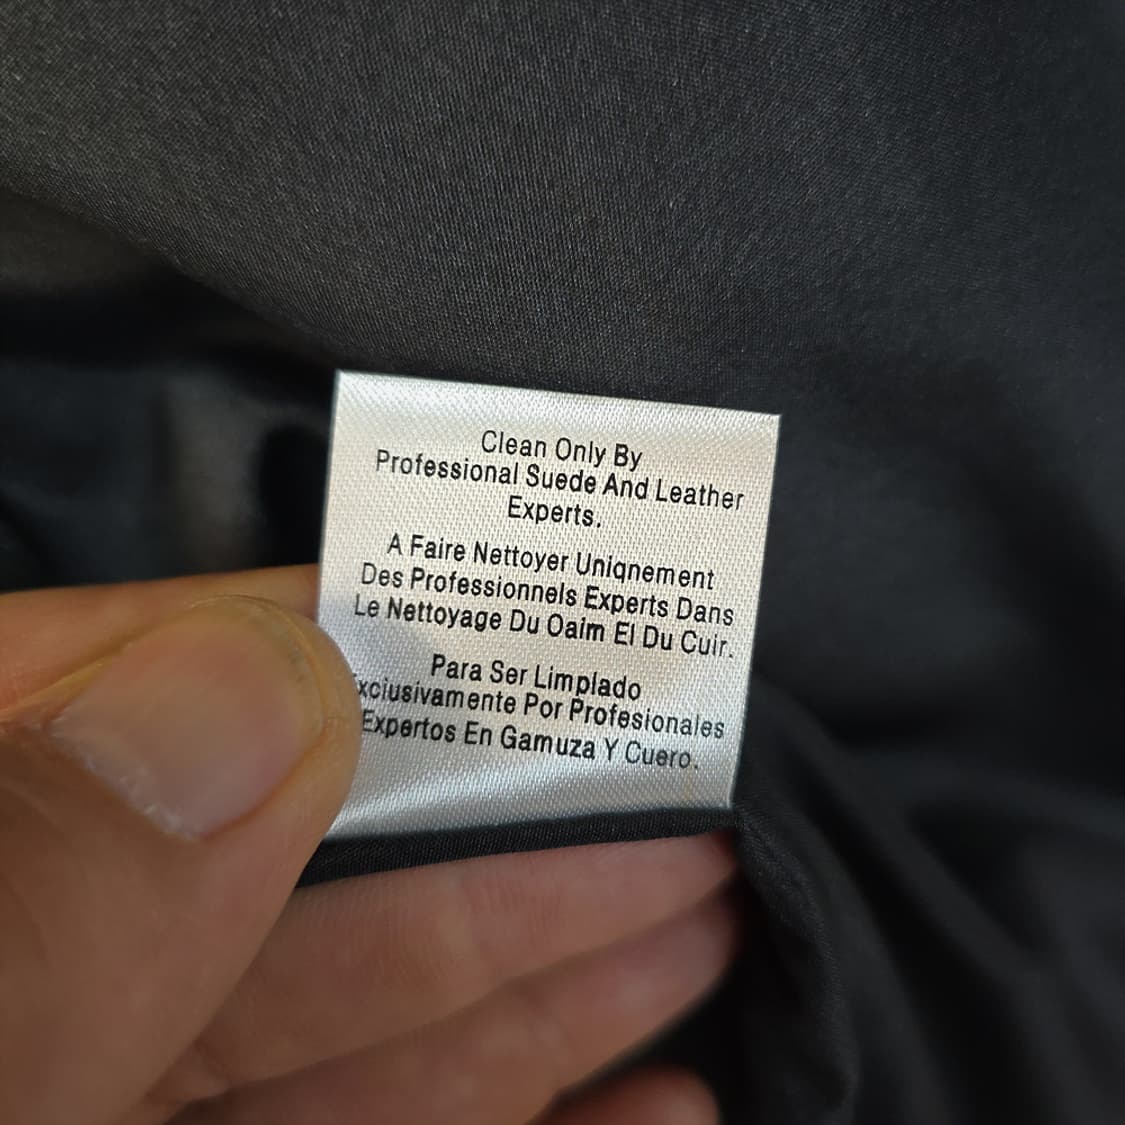 Clean Only By
Professional Suede And Leather
Experts.
A Faire Nettoyer Uniqnement
Des Professionnels Experts Dans
Le Nettoyage Du Oaim El Du Cuir.
Para Ser Limplado
Exciusivamente Por Profesionales
Expertos En Gamuza Y Cuero.